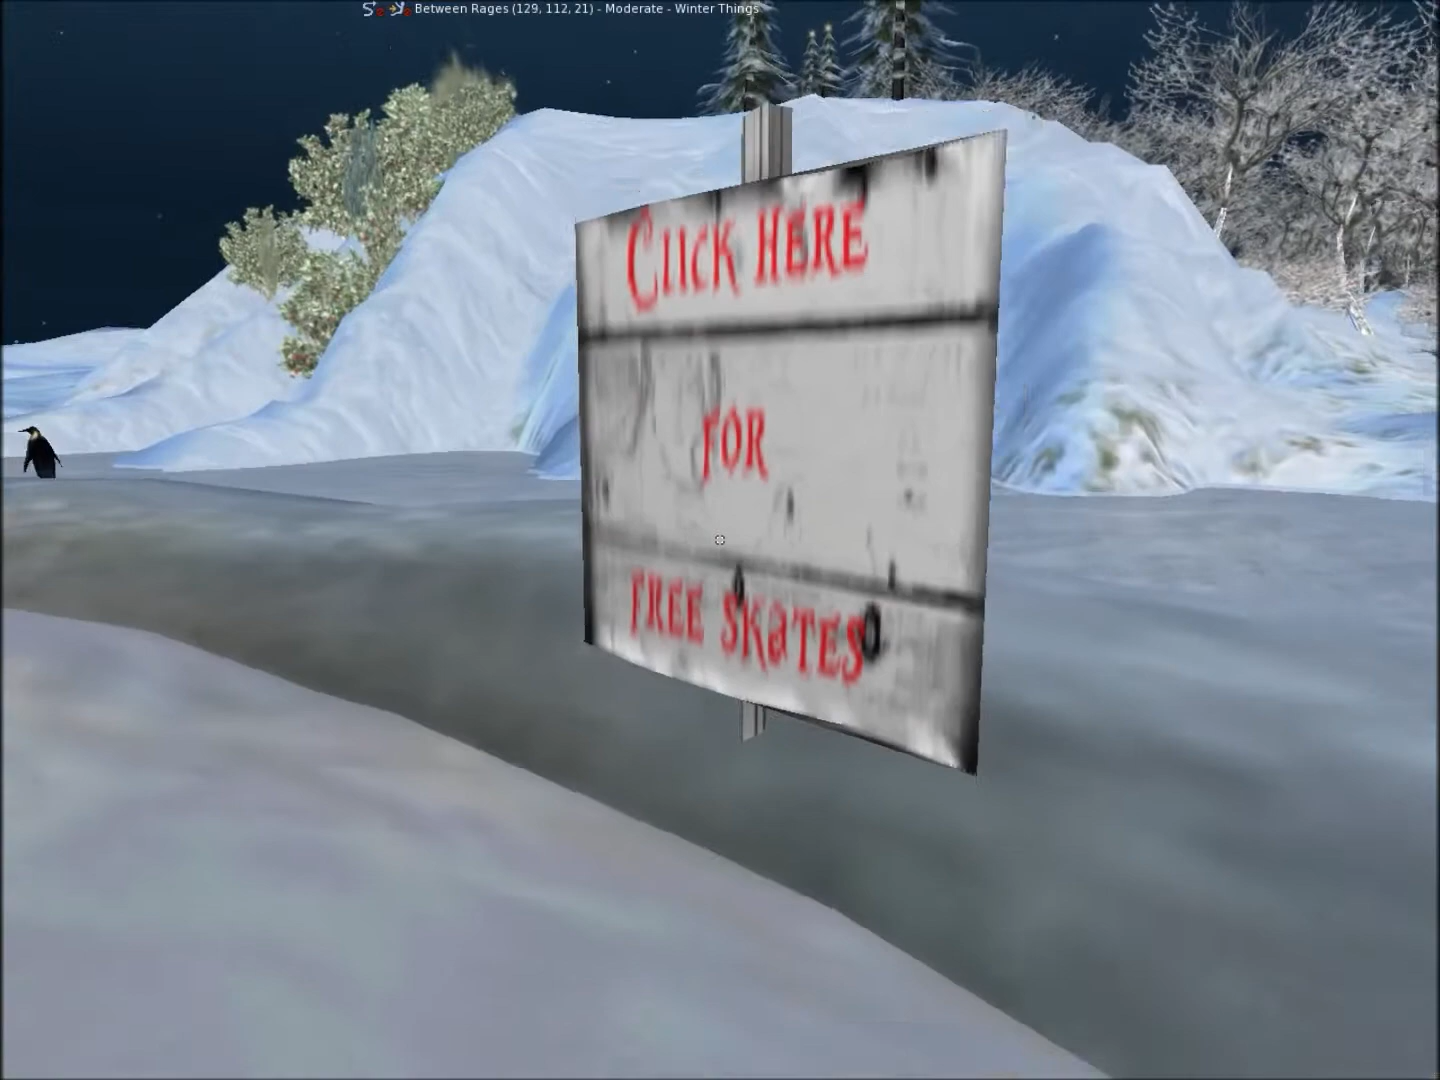 Between Rages (129, 112, 21) - Moderate - Winter Things
Click HERE
FOR
FREE SKaTES